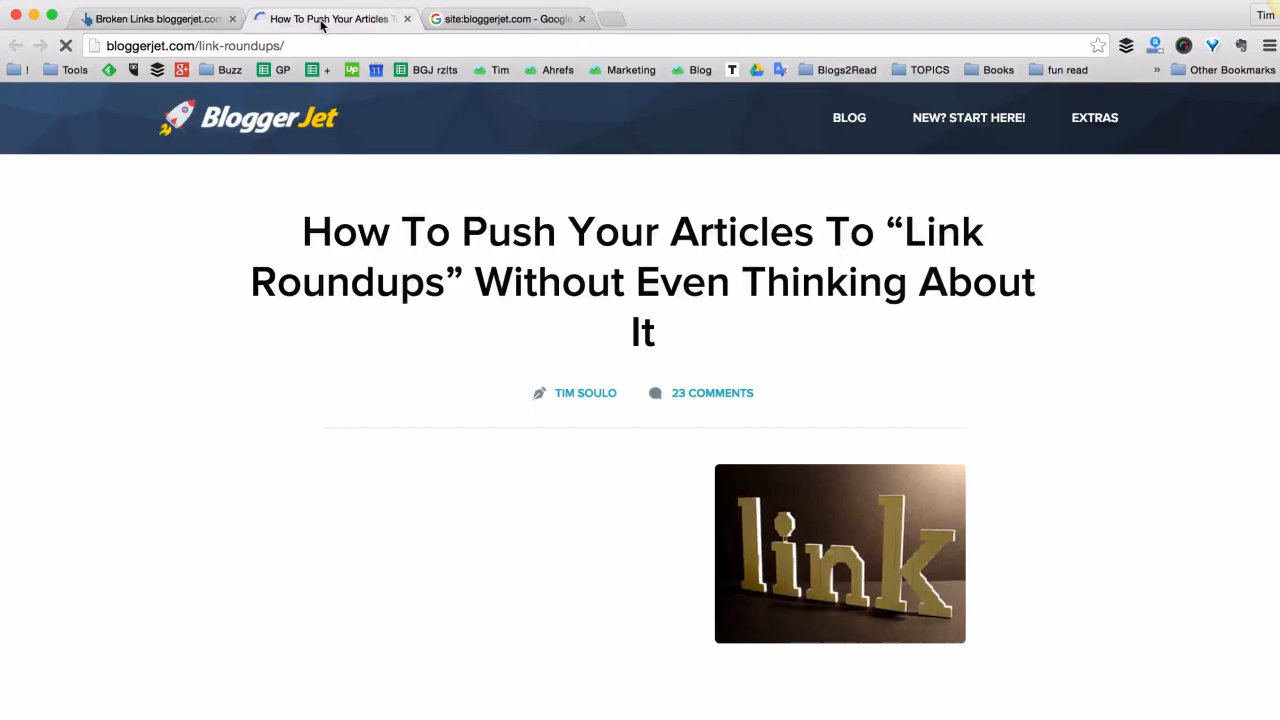 Broken Links bloggerjet.com
How To Push Your Articles T
site:bloggerjet.com - Google
Tim
bloggerjet.com/link-roundups/
! Tools Buzz GP + BGJ rzlts Tim Ahrefs Marketing Blog T Blogs2Read TOPICS Books fun read » Other Bookmarks
BloggerJet
BLOG NEW? START HERE! EXTRAS
How To Push Your Articles To “Link
Roundups” Without Even Thinking About
It
TIM SOULO 23 COMMENTS
link